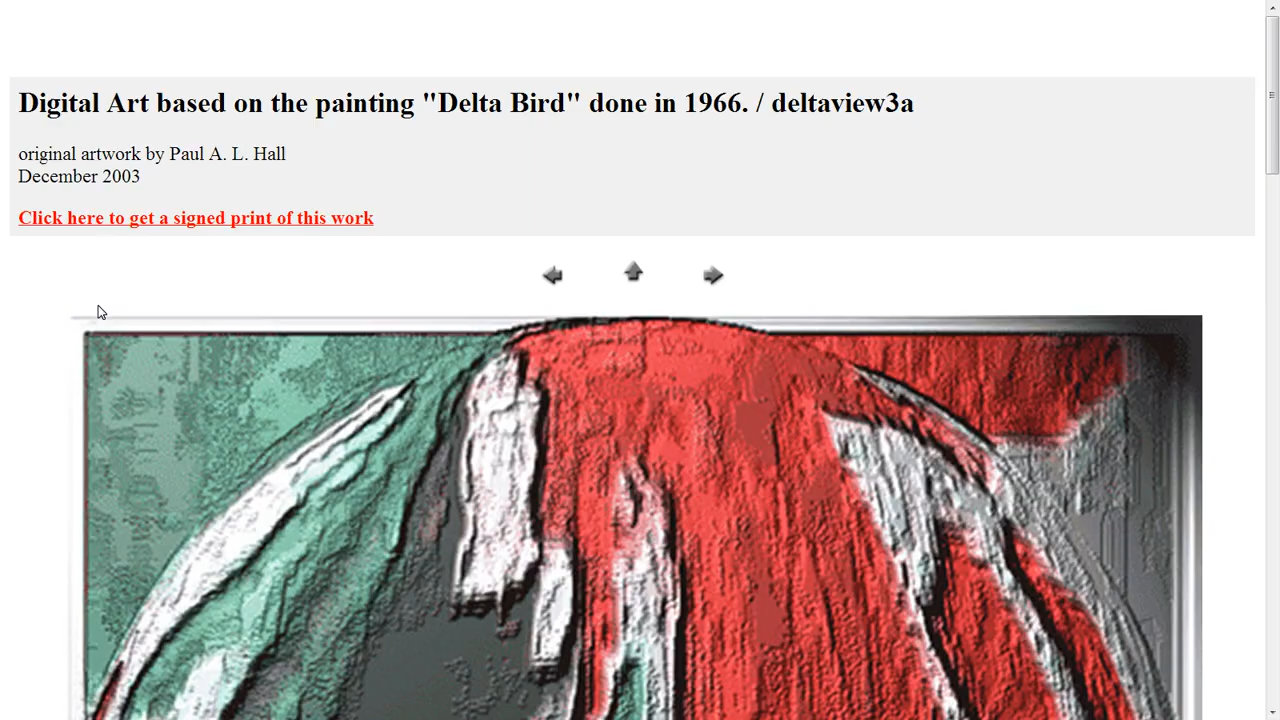 Digital Art based on the painting "Delta Bird" done in 1966. / deltaview3a
original artwork by Paul A. L. Hall
December 2003
Click here to get a signed print of this work